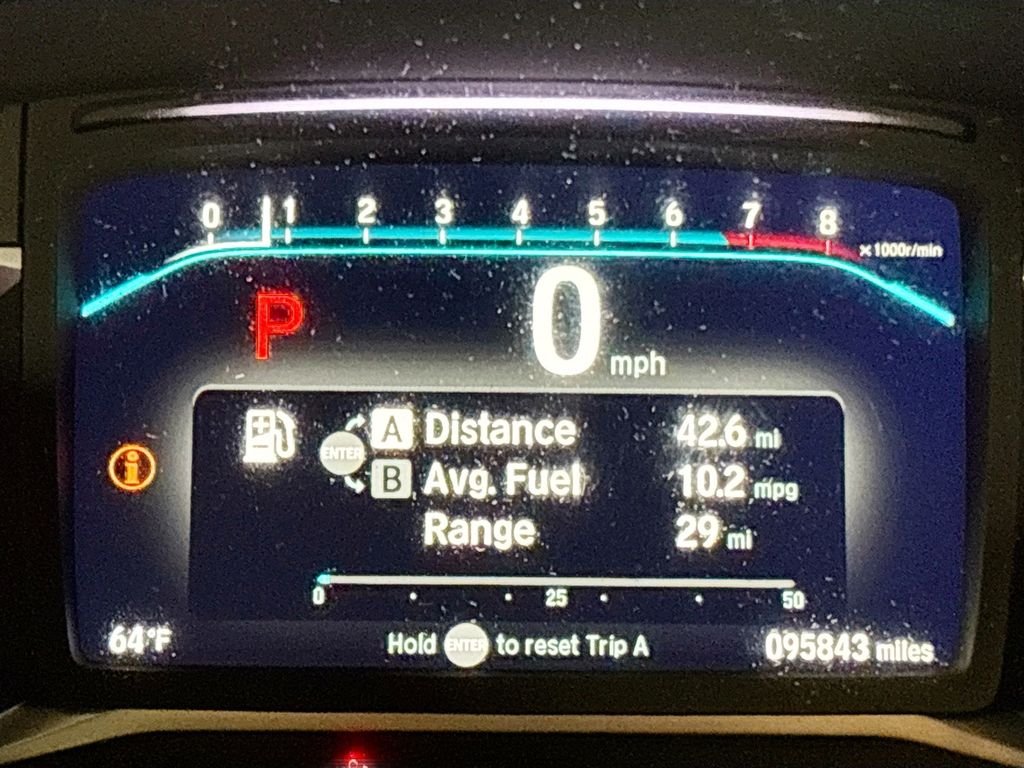 0 1 2 3 4 5 6 7 8
×1000r/min
P 0 mph
A Distance 42.6 mi
ENTER
B Avg. Fuel 10.2 mpg
Range 29 mi
0 25 50
64°F Hold ENTER to reset Trip A 095843 miles